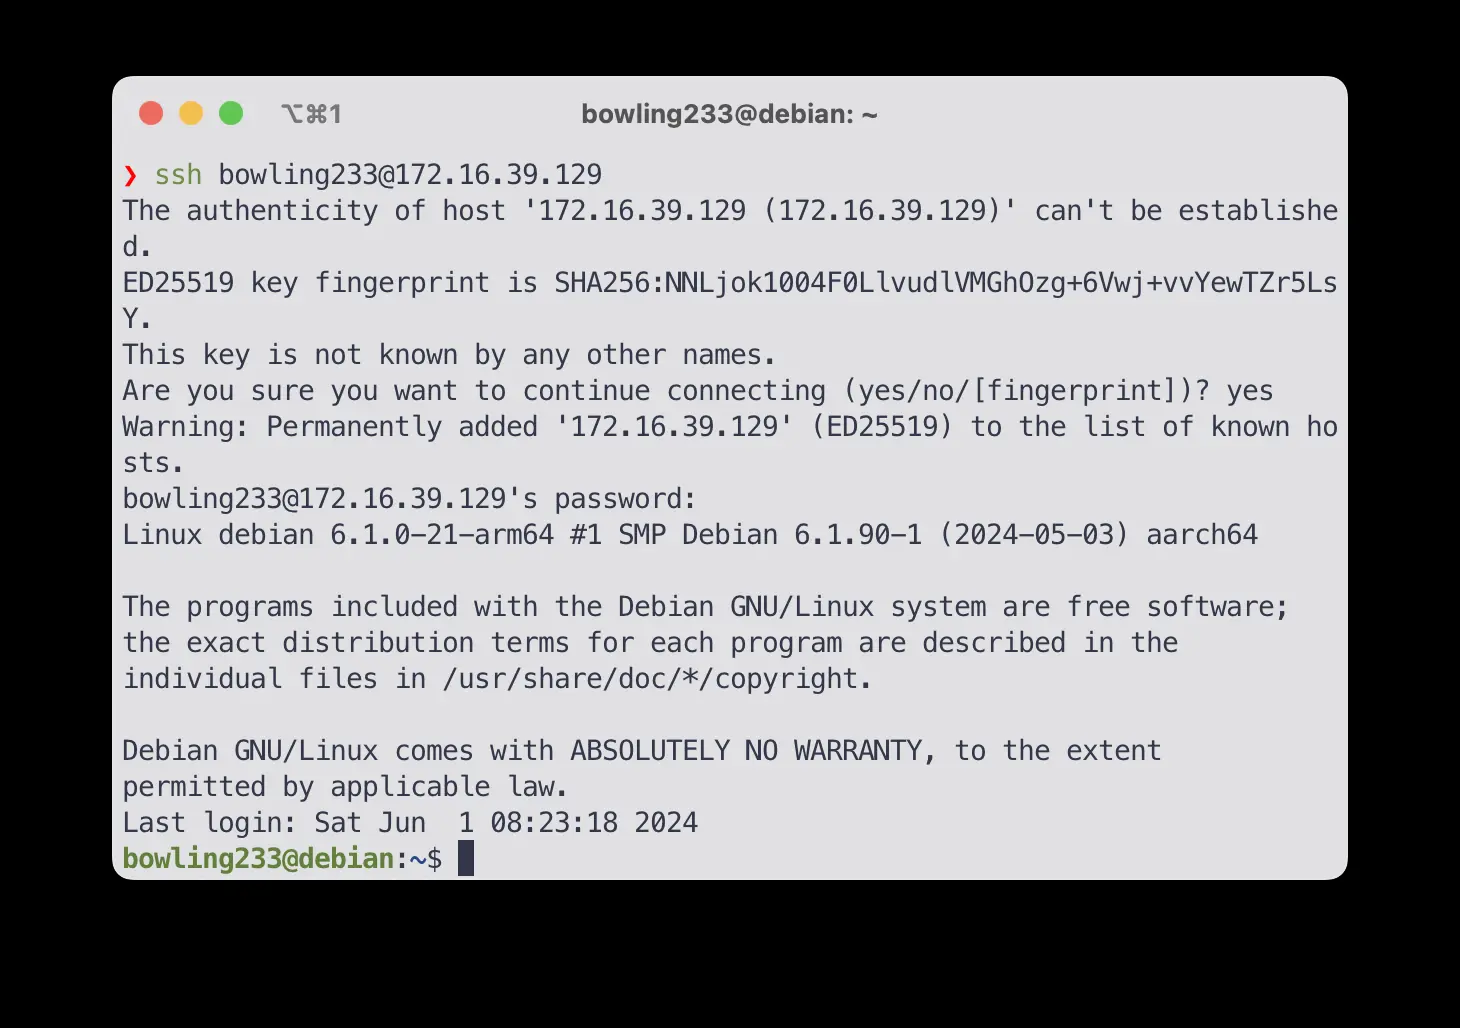 ⌥⌘1
bowling233@debian: ~
❯ ssh bowling233@172.16.39.129
The authenticity of host '172.16.39.129 (172.16.39.129)' can't be establishe
d.
ED25519 key fingerprint is SHA256:NNLjok1004F0LlvudlVMGhOzg+6Vwj+vvYewTZr5Ls
Y.
This key is not known by any other names.
Are you sure you want to continue connecting (yes/no/[fingerprint])? yes
Warning: Permanently added '172.16.39.129' (ED25519) to the list of known ho
sts.
bowling233@172.16.39.129's password:
Linux debian 6.1.0-21-arm64 #1 SMP Debian 6.1.90-1 (2024-05-03) aarch64

The programs included with the Debian GNU/Linux system are free software;
the exact distribution terms for each program are described in the
individual files in /usr/share/doc/*/copyright.

Debian GNU/Linux comes with ABSOLUTELY NO WARRANTY, to the extent
permitted by applicable law.
Last login: Sat Jun  1 08:23:18 2024
bowling233@debian:~$